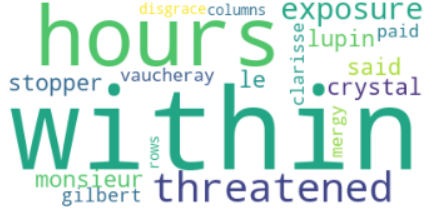 disgrace columns
hours exposure
lupin paid
clarisse
stopper vaucheray le said
crystal
within
rows mergy
monsieur threatened
gilbert